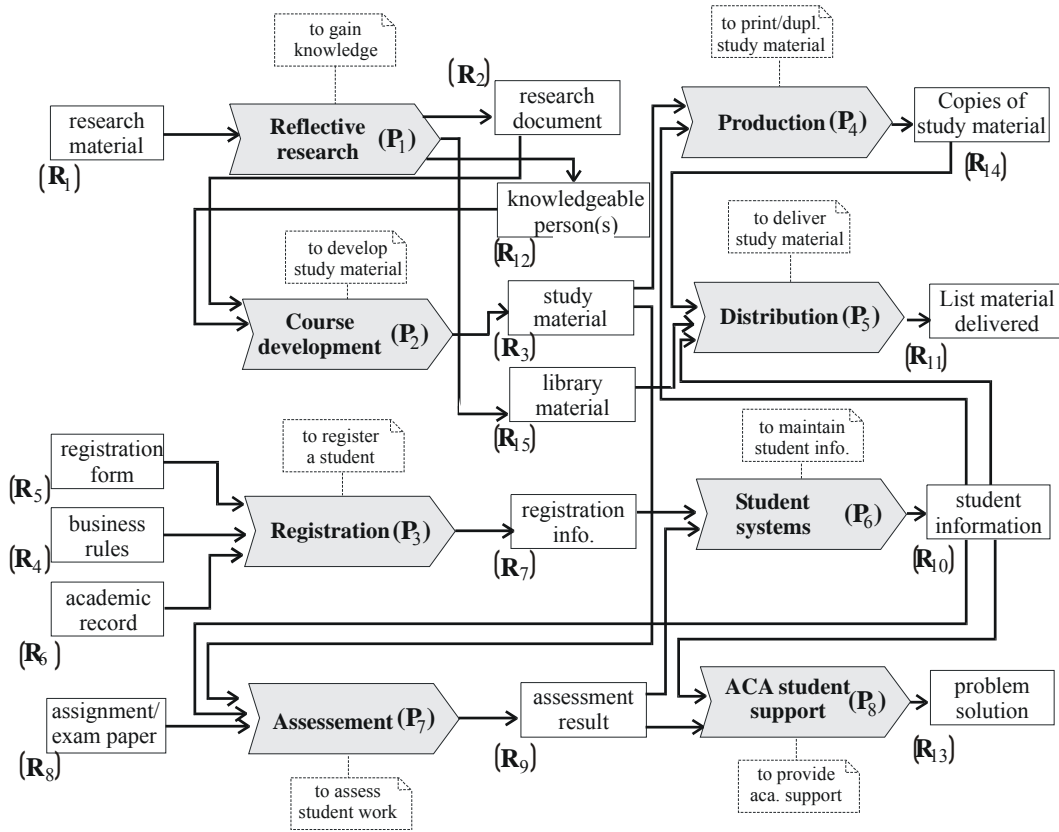 to gain
knowledge
to print/dupl.
study material
(R2)
research
material
(R1)
Reflective
research (P1)
research
document
Production (P4)
Copies of
study material
(R14)
knowledgeable
person(s)
(R12)
to develop
study material
to deliver
study material
Course
development (P2)
study
material
(R3)
Distribution (P5)
List material
delivered
(R11)
library
material
(R15)
registration
form
(R5)
to register
a student
to maintain
student info.
business
rules
(R4)
Registration (P3)
registration
info.
(R7)
Student
systems (P6)
student
information
(R10)
academic
record
(R6)
assignment/
exam paper
(R8)
Assessement (P7)
assessment
result
(R9)
ACA student
support (P8)
problem
solution
(R13)
to assess
student work
to provide
aca. support